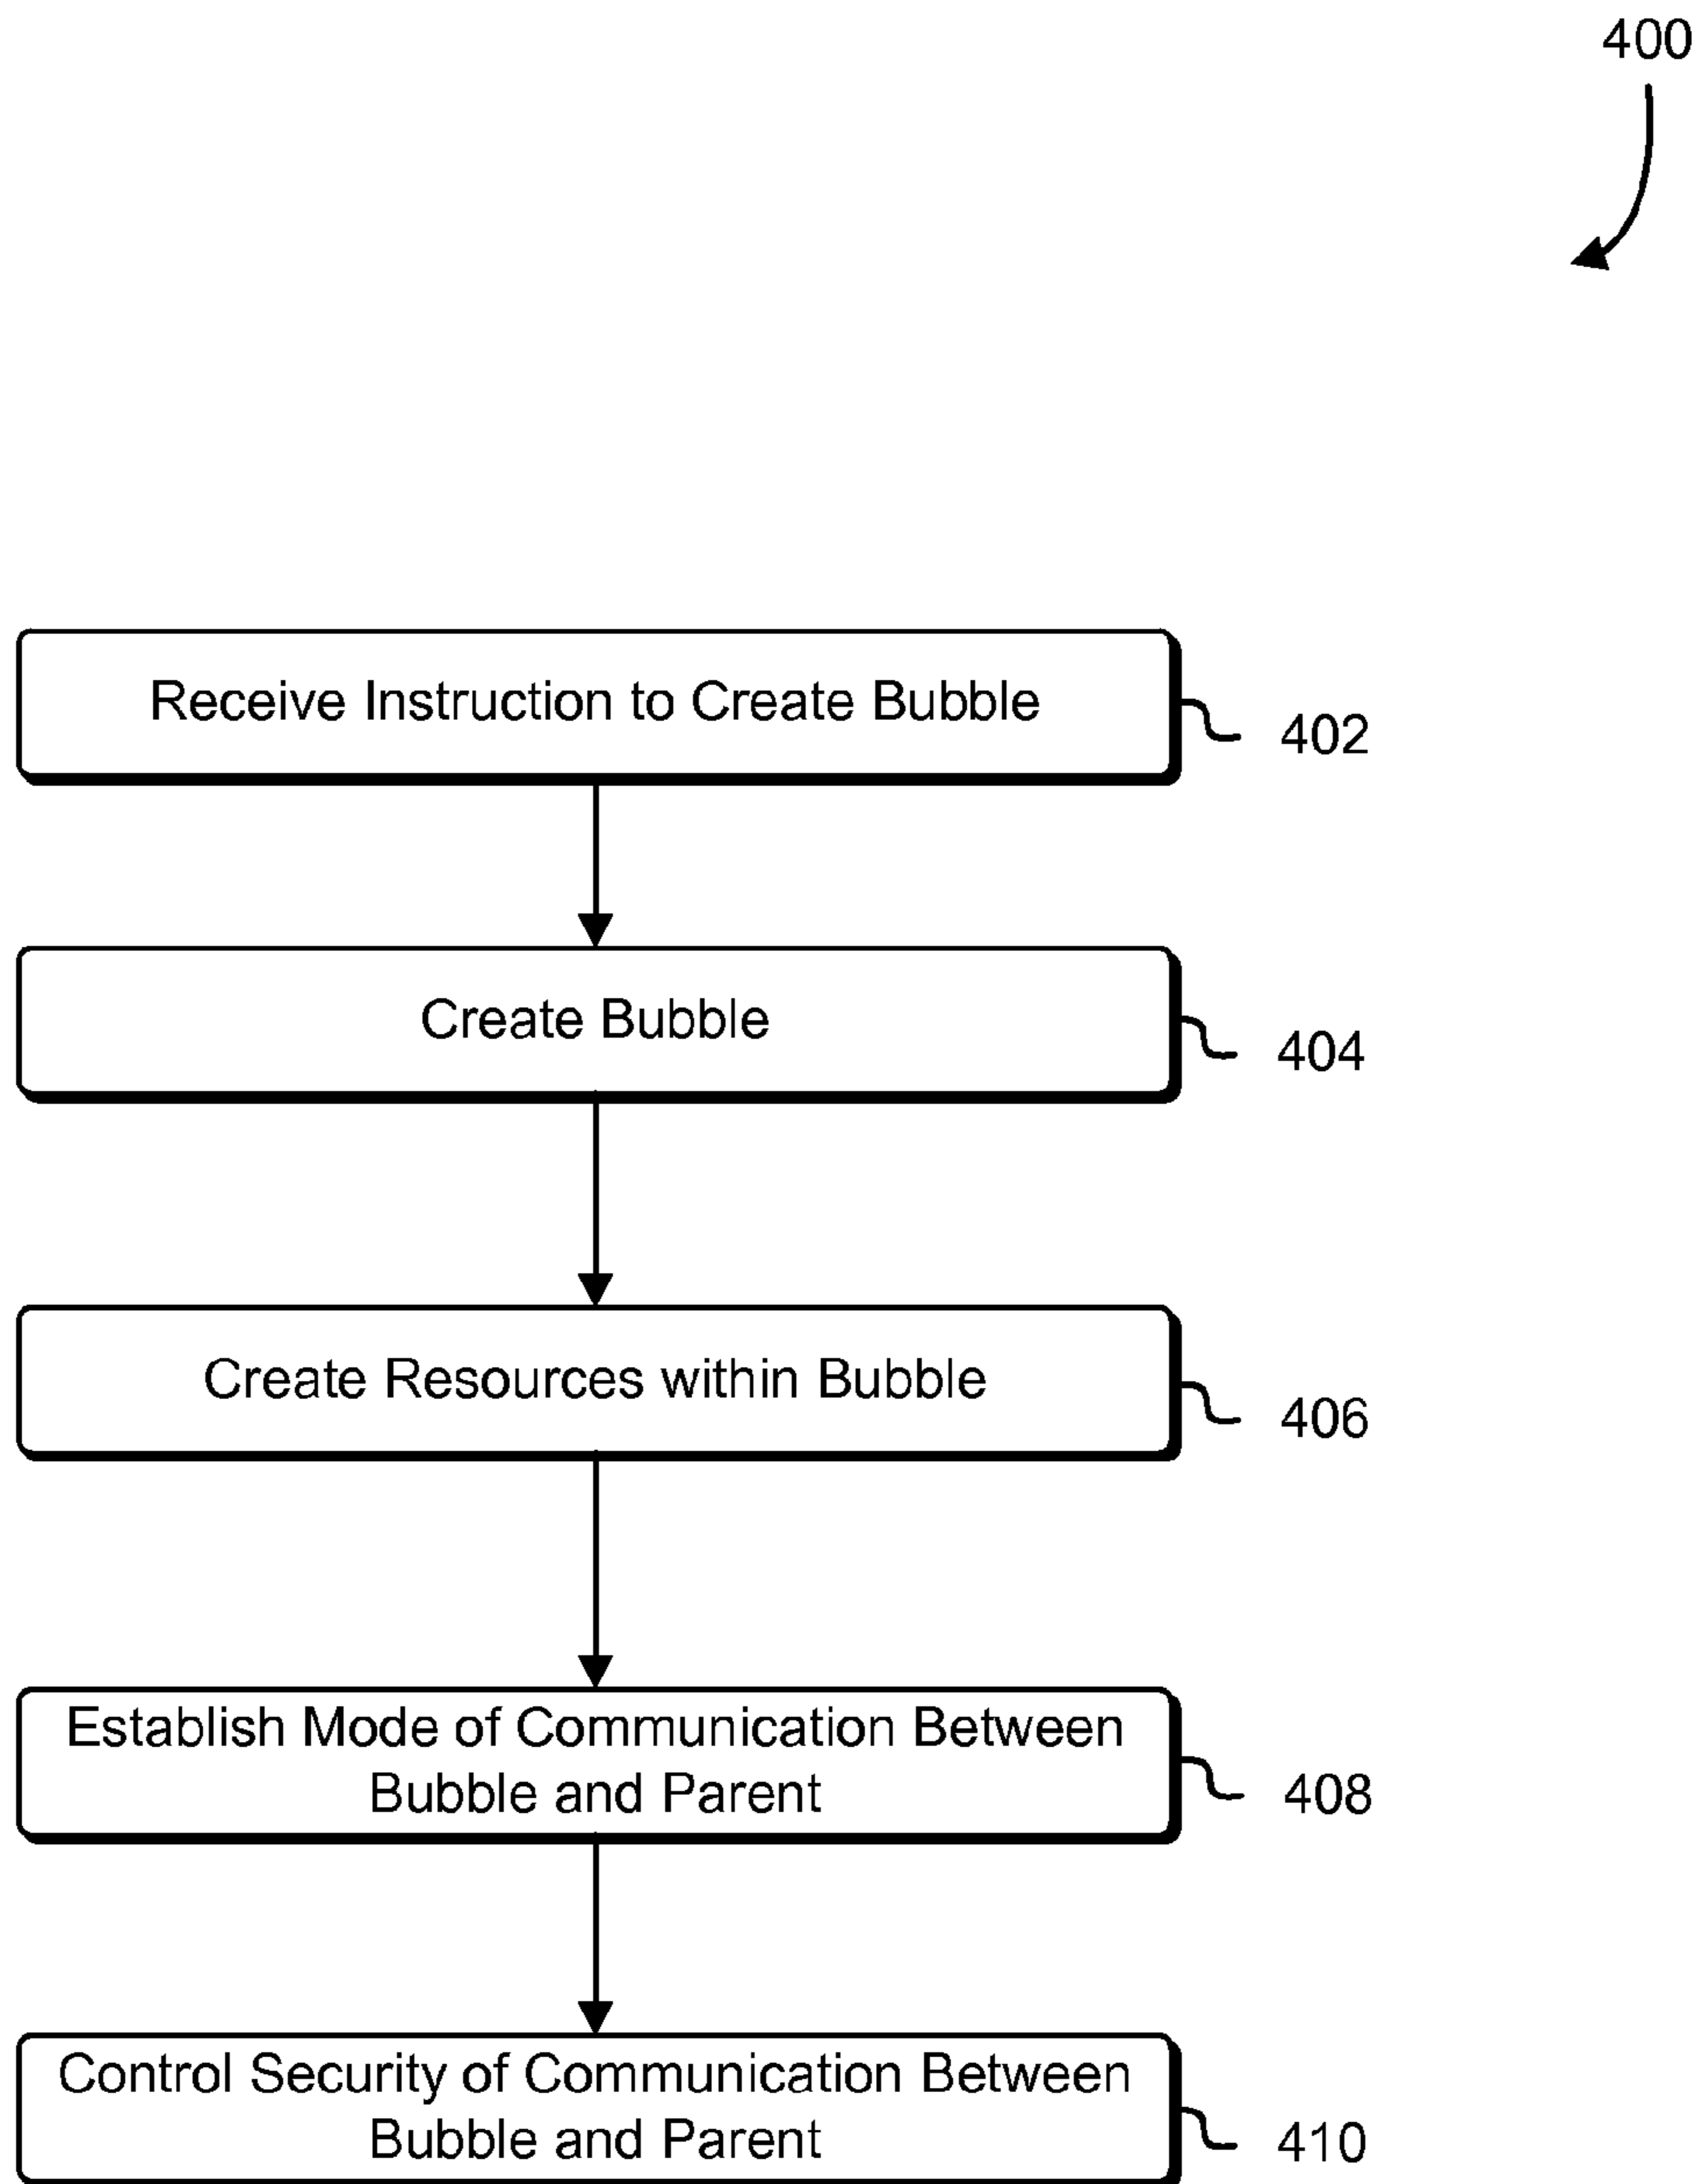 400
Receive Instruction to Create Bubble
402
Create Bubble
404
Create Resources within Bubble
406
Establish Mode of Communication Between
Bubble and Parent
408
Control Security of Communication Between
Bubble and Parent
410